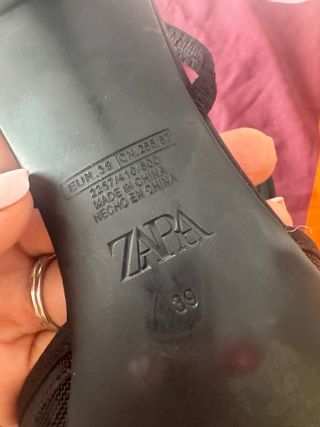 EUR.39 CN.255/87
2257/410/800
MADE IN CHINA
HECHO EN CHINA
ZARA
39